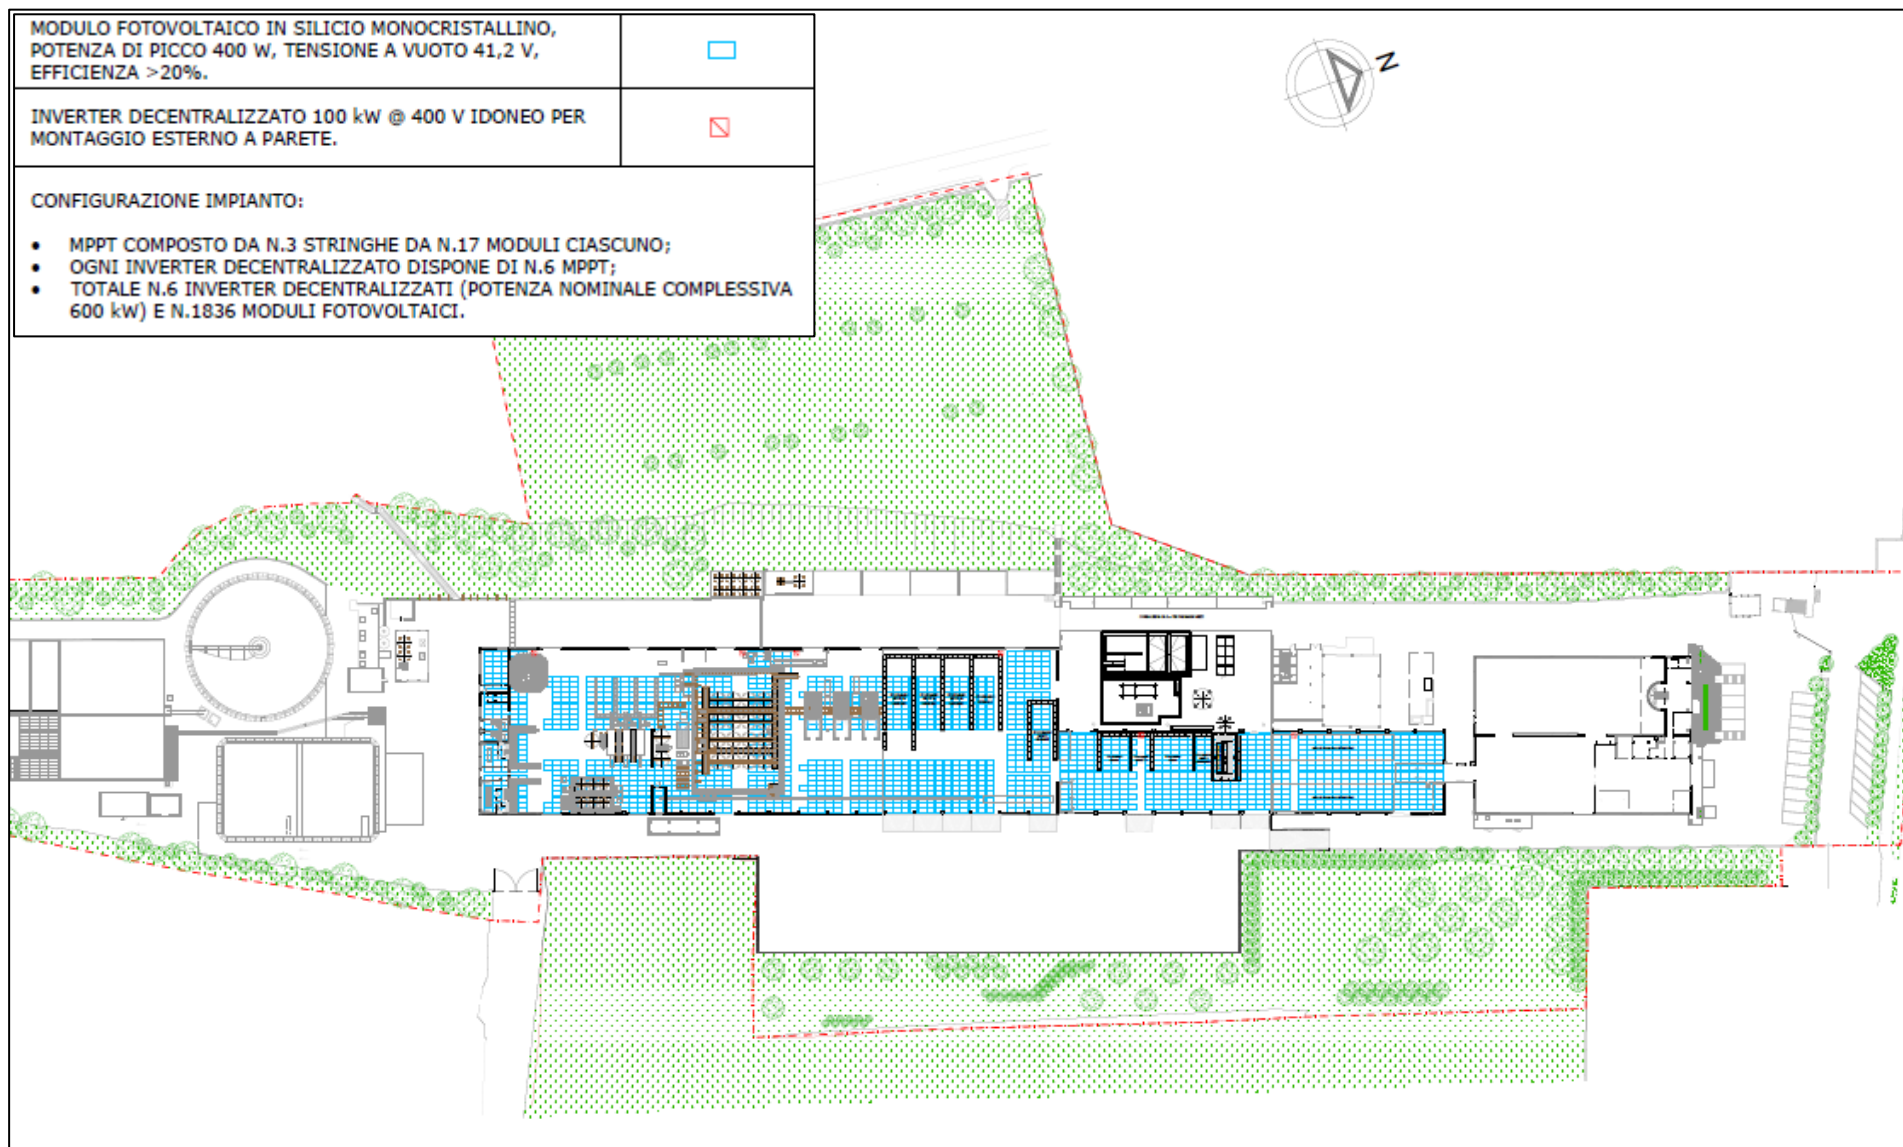 MODULO FOTOVOLTAICO IN SILICIO MONOCRISTALLINO,
POTENZA DI PICCO 400 W, TENSIONE A VUOTO 41,2 V,
EFFICIENZA >20%.
INVERTER DECENTRALIZZATO 100 kW @ 400 V IDONEO PER
MONTAGGIO ESTERNO A PARETE.
CONFIGURAZIONE IMPIANTO:
• MPPT COMPOSTO DA N.3 STRINGHE DA N.17 MODULI CIASCUNO;
• OGNI INVERTER DECENTRALIZZATO DISPONE DI N.6 MPPT;
• TOTALE N.6 INVERTER DECENTRALIZZATI (POTENZA NOMINALE COMPLESSIVA
600 kW) E N.1836 MODULI FOTOVOLTAICI.
N